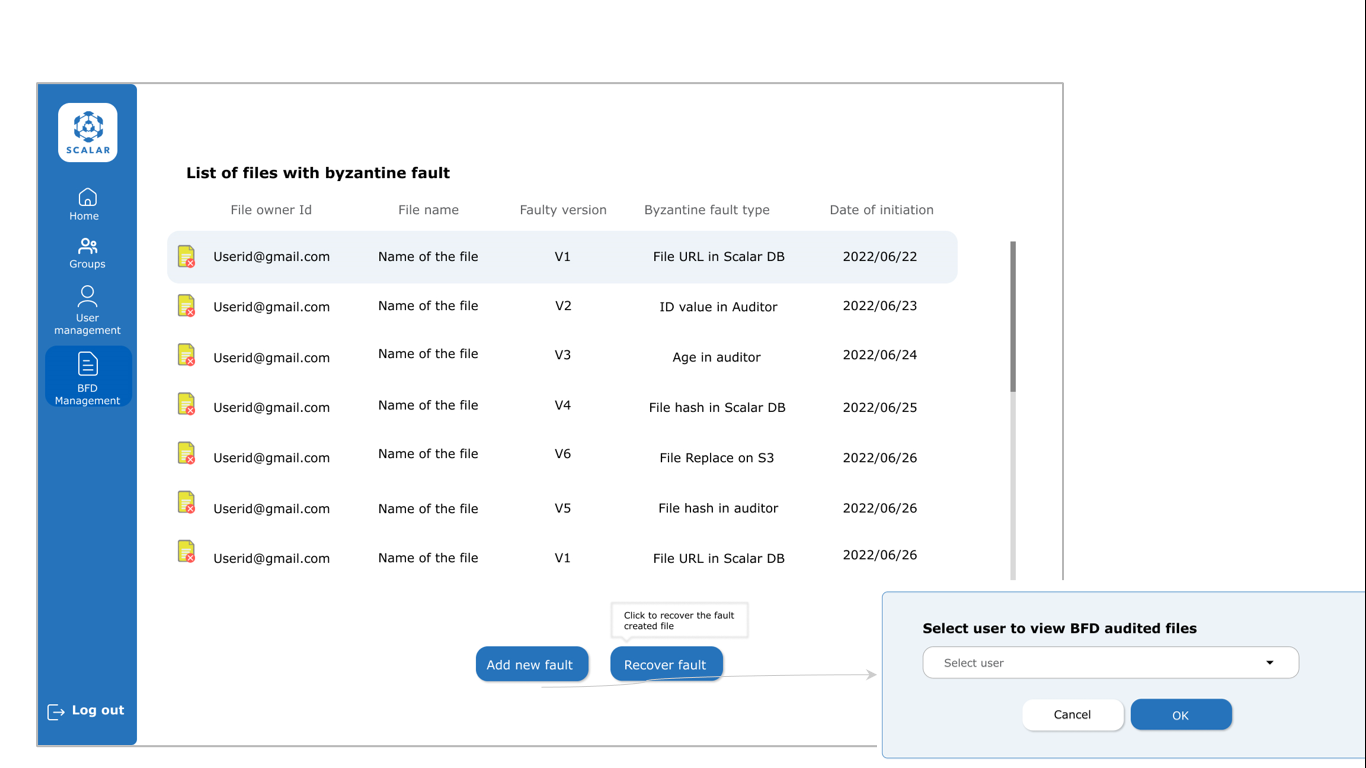 SCALAR
Home
Groups
User
management
BFD
Management
Log out
List of files with byzantine fault
File owner Id File name Faulty version Byzantine fault type Date of initiation
Userid@gmail.com Name of the file V1 File URL in Scalar DB 2022/06/22
Userid@gmail.com Name of the file V2 ID value in Auditor 2022/06/23
Userid@gmail.com Name of the file V3 Age in auditor 2022/06/24
Userid@gmail.com Name of the file V4 File hash in Scalar DB 2022/06/25
Userid@gmail.com Name of the file V6 File Replace on S3 2022/06/26
Userid@gmail.com Name of the file V5 File hash in auditor 2022/06/26
Userid@gmail.com Name of the file V1 File URL in Scalar DB 2022/06/26
Click to recover the fault
created file
Add new fault Recover fault
Select user to view BFD audited files
Select user
Cancel OK